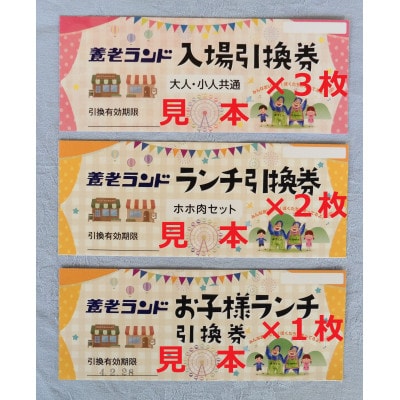 養老ランド 入場引換券
大人・小人共通
×3枚
引換有効期限
見本
養老ランド ランチ引換券
ホホ肉セット
×2枚
引換有効期限
見本
養老ランド お子様ランチ
引換券
×1枚
引換有効期限
4.2.28
見本